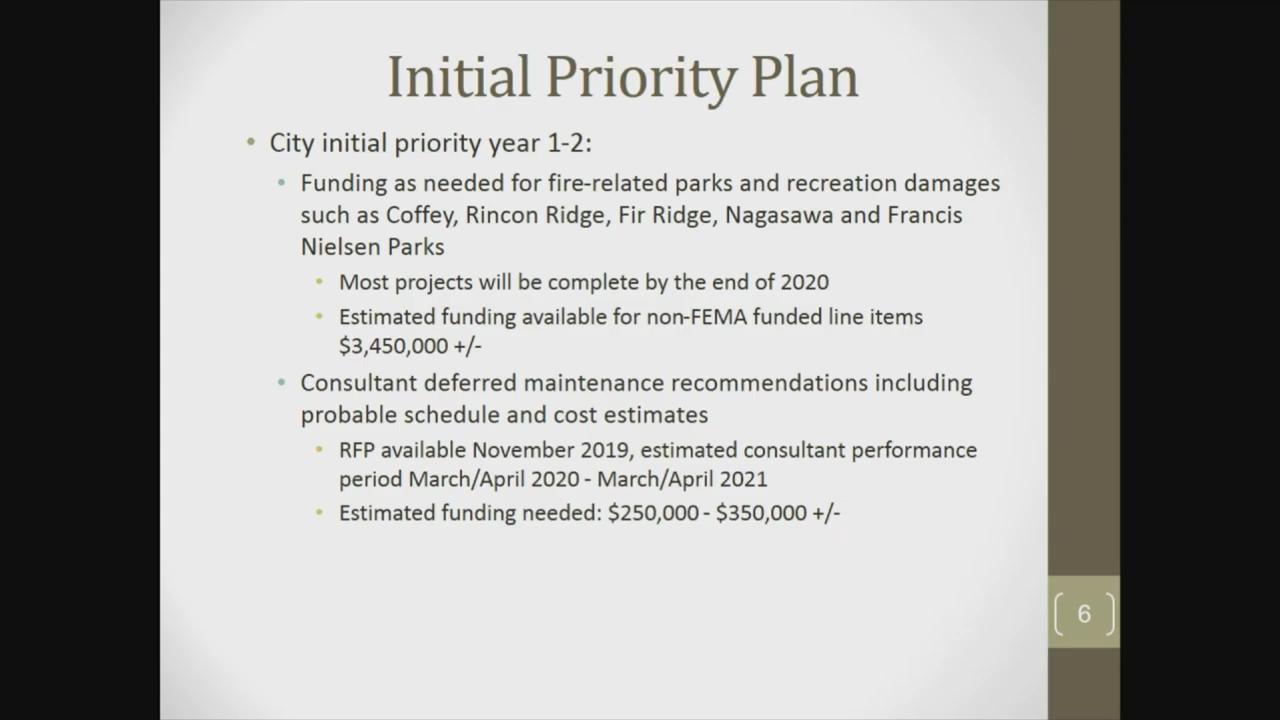 Initial Priority Plan
• City initial priority year 1-2:
• Funding as needed for fire-related parks and recreation damages
such as Coffey, Rincon Ridge, Fir Ridge, Nagasawa and Francis
Nielsen Parks
• Most projects will be complete by the end of 2020
• Estimated funding available for non-FEMA funded line items
$3,450,000 +/-
• Consultant deferred maintenance recommendations including
probable schedule and cost estimates
• RFP available November 2019, estimated consultant performance
period March/April 2020 - March/April 2021
• Estimated funding needed: $250,000 - $350,000 +/-
6